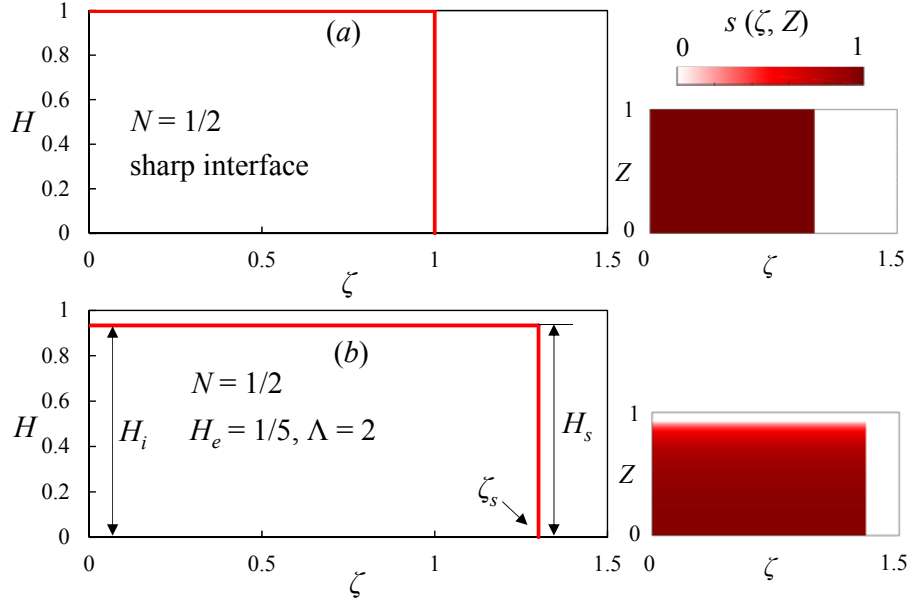 (a)
N = 1/2
sharp interface
H
1
0.8
0.6
0.4
0.2
0
0
0.5
1
1.5
ζ
s (ζ, Z)
0
1
1
Z
0
0
1.5
ζ
(b)
N = 1/2
H_e = 1/5, Λ = 2
H_i
H_s
ζ_s
H
1
0.8
0.6
0.4
0.2
0
0
0.5
1
1.5
ζ
1
Z
0
0
1.5
ζ